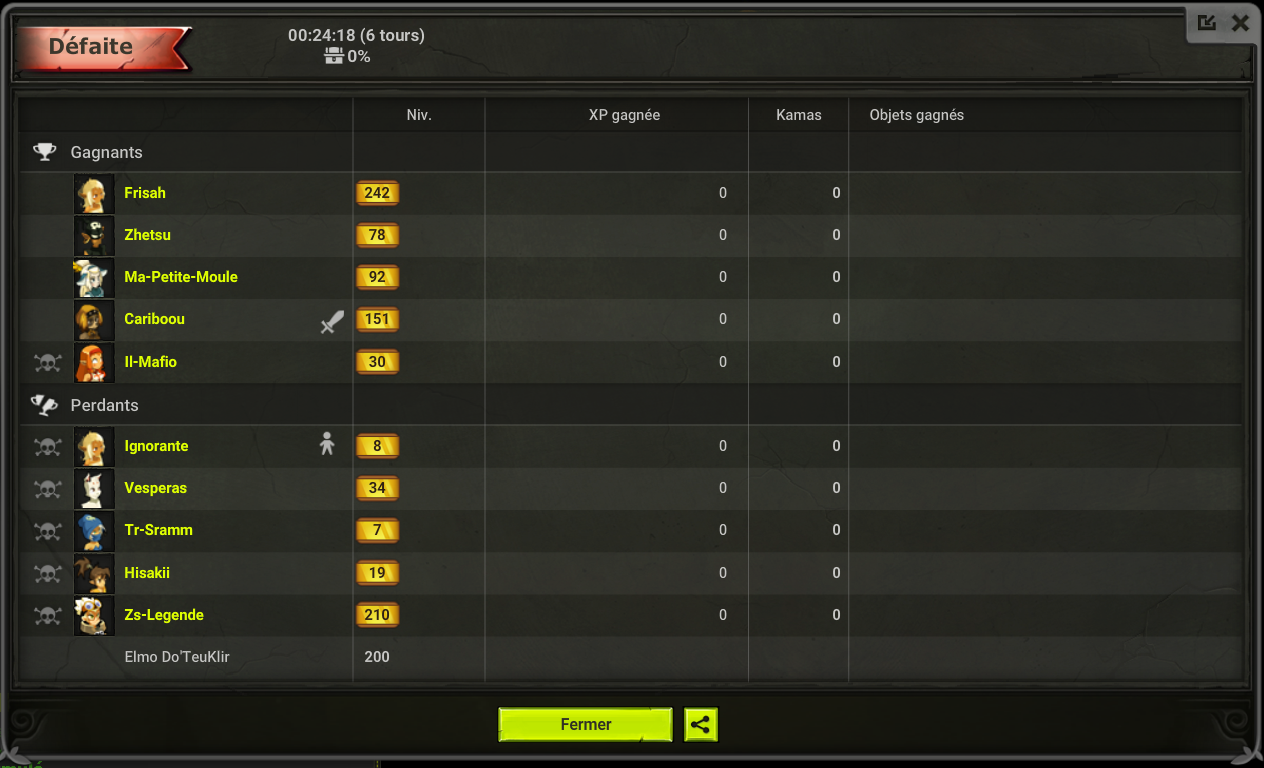 Défaite
00:24:18 (6 tours)
0%
Niv. XP gagnée Kamas Objets gagnés
Gagnants
Frisah 242 0 0
Zhetsu 78 0 0
Ma-Petite-Moule 92 0 0
Cariboou 151 0 0
Il-Mafio 30 0 0
Perdants
Ignorante 8 0 0
Vesperas 34 0 0
Tr-Sramm 7 0 0
Hisakii 19 0 0
Zs-Legende 210 0 0
Elmo Do'TeuKlir 200
Fermer